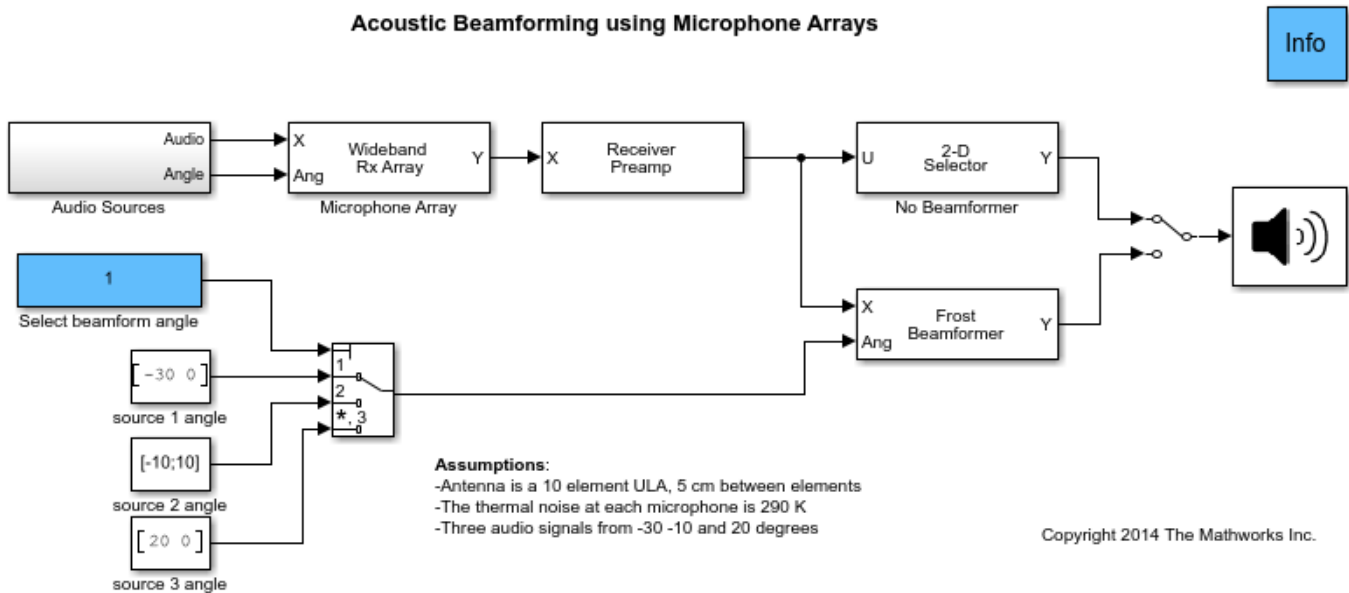 Acoustic Beamforming using Microphone Arrays
Info
Audio
Angle
Audio Sources
X
Ang
Wideband
Rx Array
Y
Microphone Array
X
Receiver
Preamp
U
2-D
Selector
Y
No Beamformer
1
Select beamform angle
X
Ang
Frost
Beamformer
Y
[ -30 0 ]
source 1 angle
1
2
*, 3
[-10;10]
source 2 angle
[ 20 0 ]
source 3 angle
Assumptions:
-Antenna is a 10 element ULA, 5 cm between elements
-The thermal noise at each microphone is 290 K
-Three audio signals from -30 -10 and 20 degrees
Copyright 2014 The Mathworks Inc.